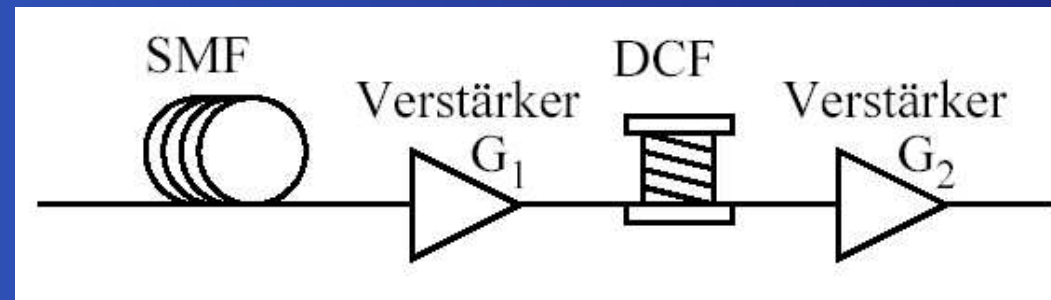 SMF
Verstärker
G1
DCF
Verstärker
G2